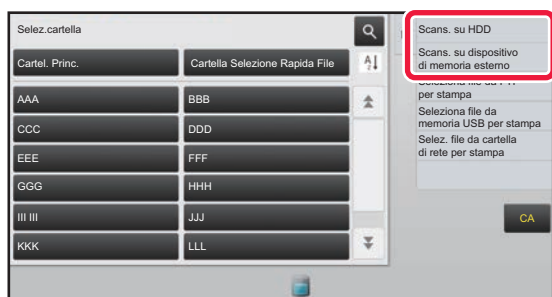 Selez.cartella
Cartel. Princ.
Cartella Selezione Rapida File
AAA
BBB
CCC
DDD
EEE
FFF
GGG
HHH
III III
JJJ
KKK
LLL
Scans. su HDD
Scans. su dispositivo
di memoria esterno
per stampa
Seleziona file da
memoria USB per stampa
Selez. file da cartella
di rete per stampa
CA